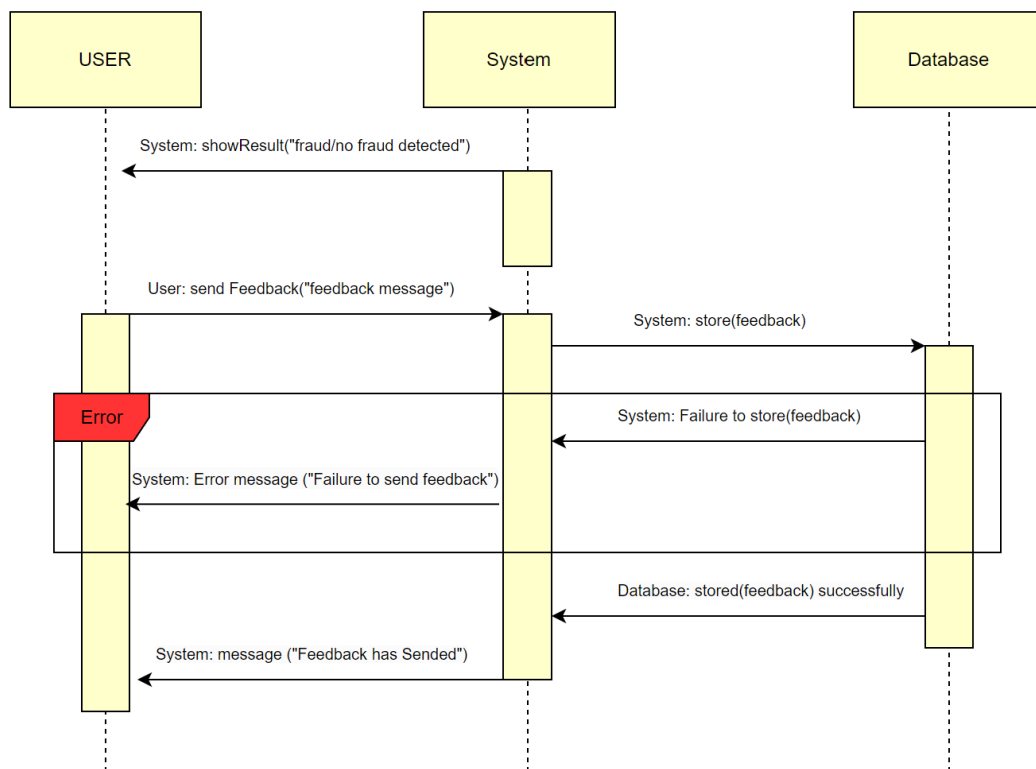 USER
System
Database
System: showResult("fraud/no fraud detected")
User: send Feedback("feedback message")
System: store(feedback)
Error
System: Failure to store(feedback)
System: Error message ("Failure to send feedback")
Database: stored(feedback) successfully
System: message ("Feedback has Sended")